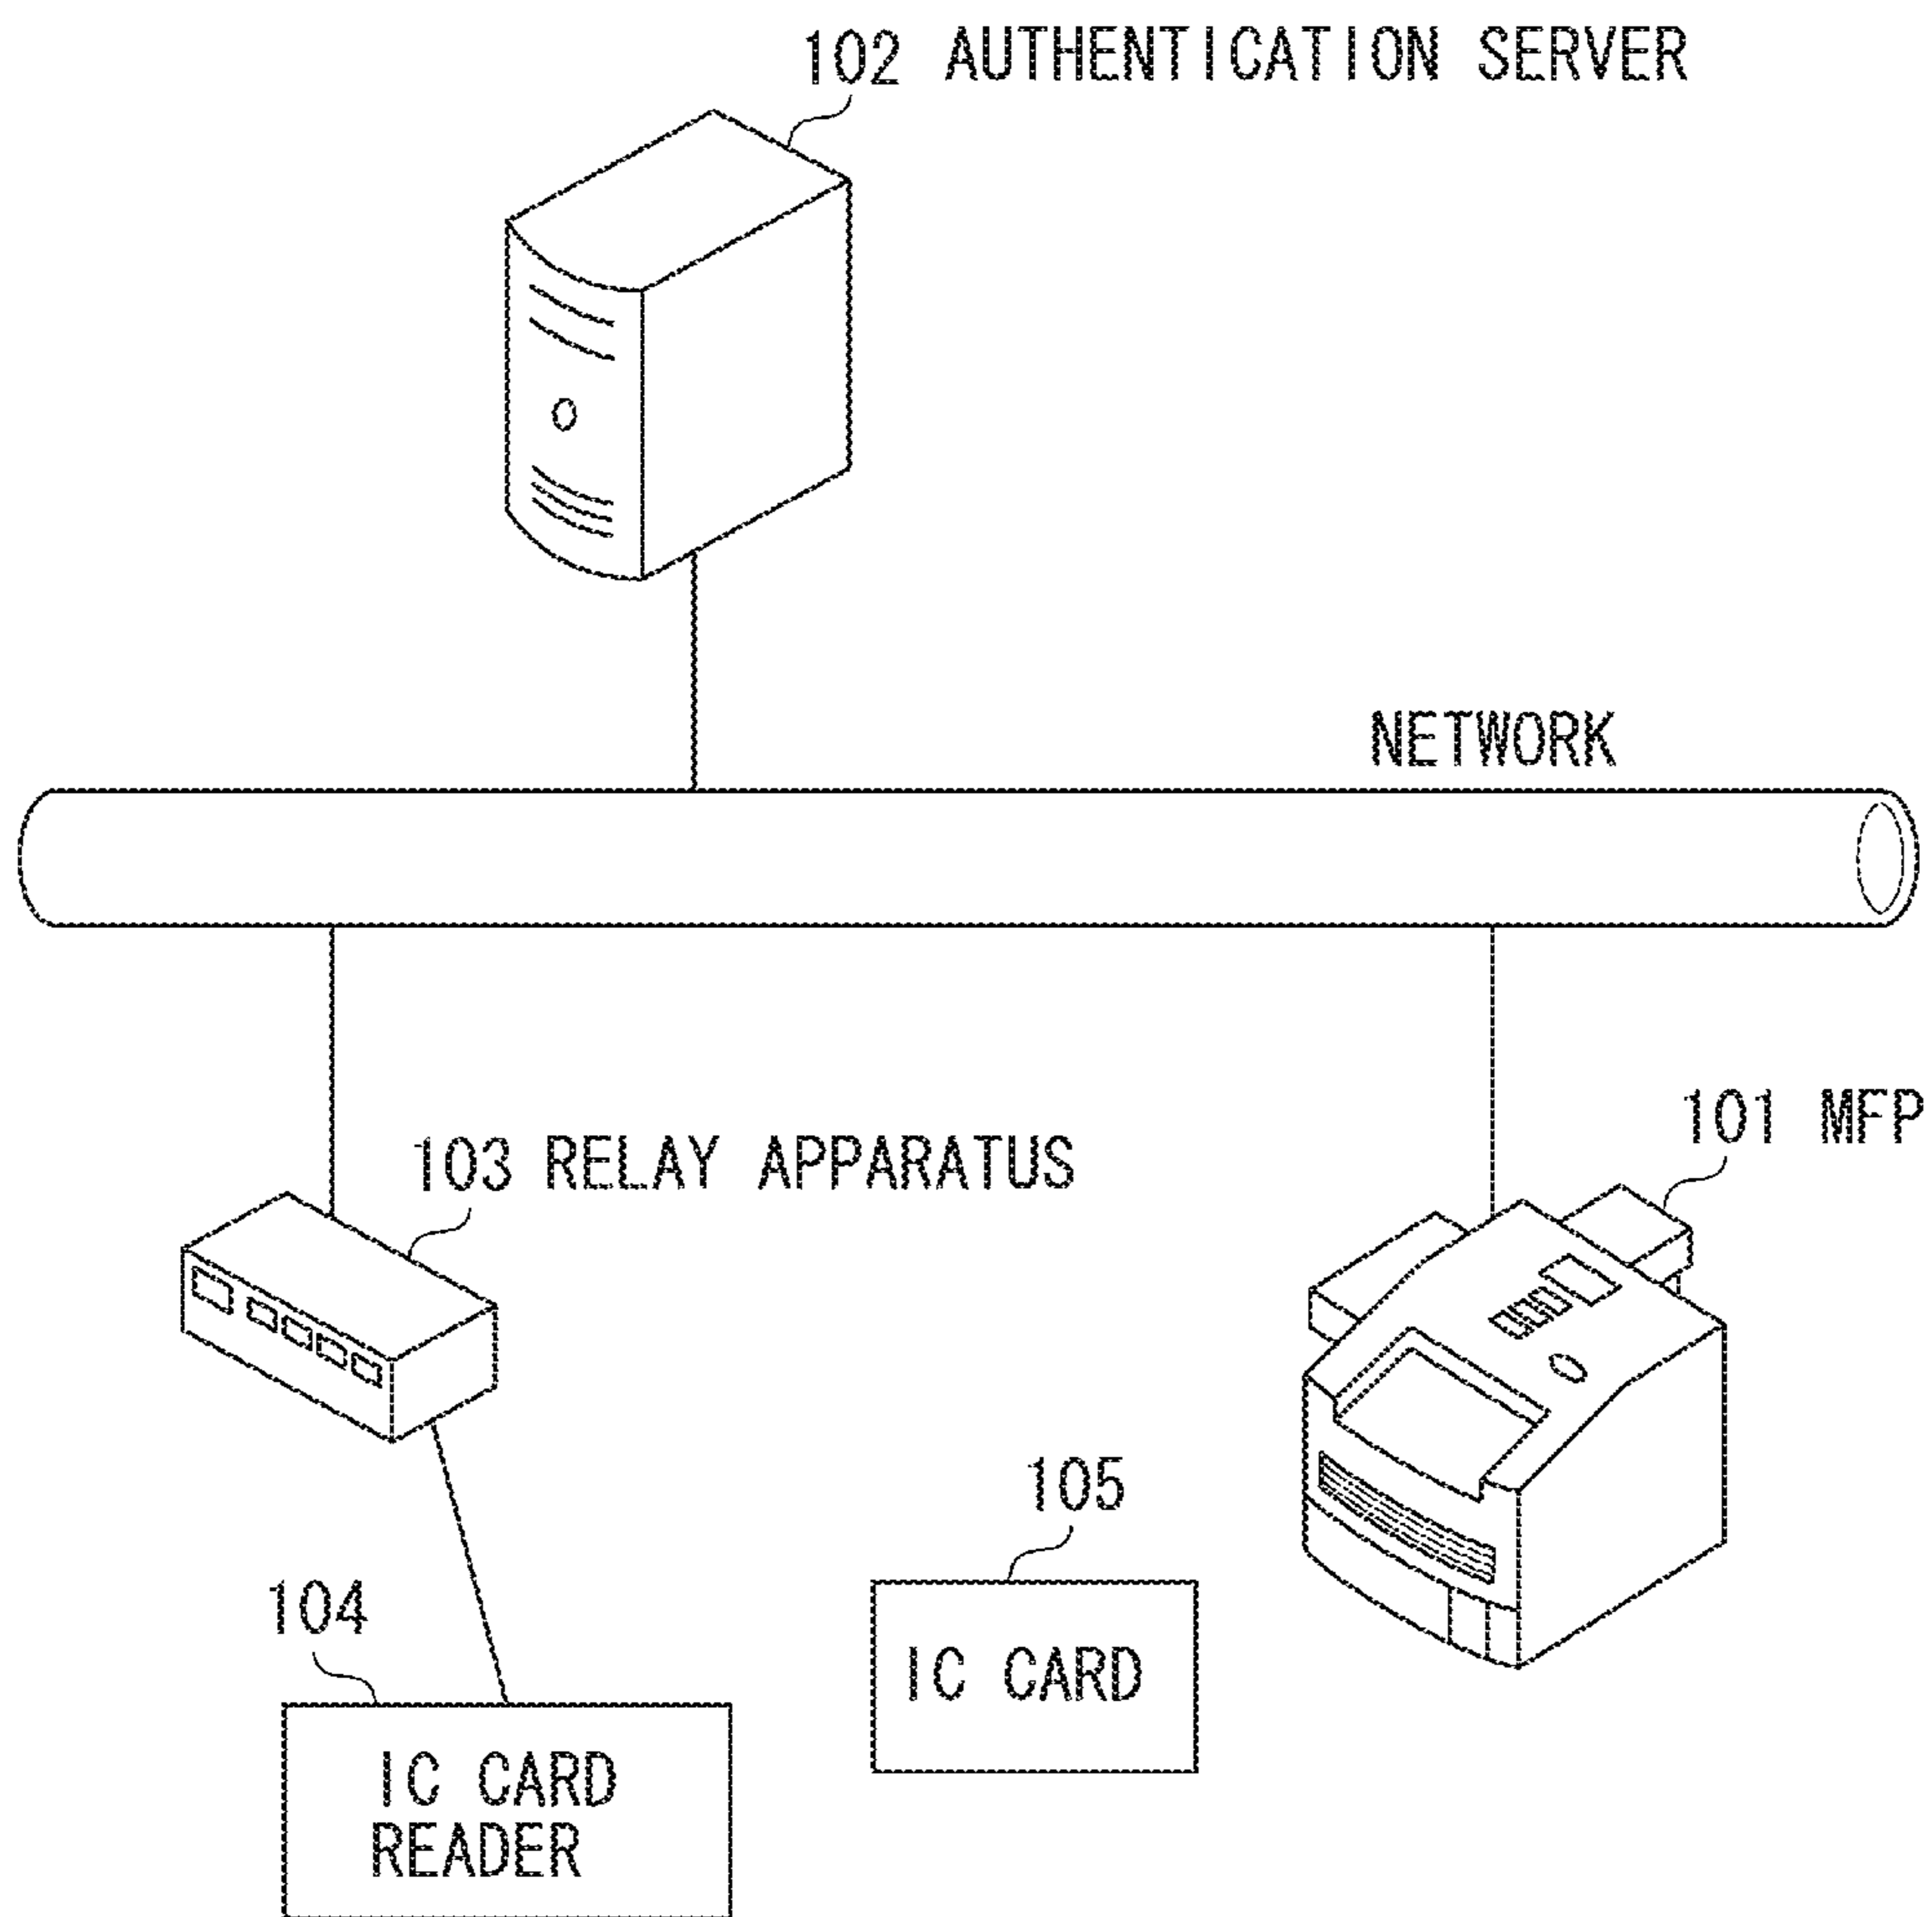 102 AUTHENTICATION SERVER
NETWORK
101 MFP
103 RELAY APPARATUS
105
IC CARD
104
IC CARD
READER